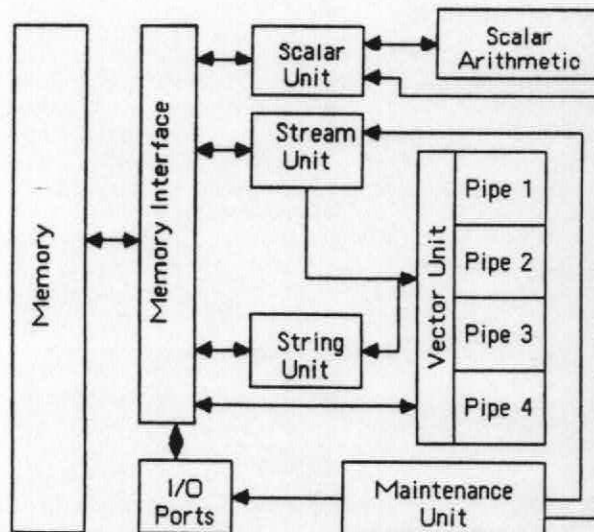 Memory
Memory Interface
Scalar
Unit
Scalar
Arithmetic
Stream
Unit
Vector Unit
Pipe 1
Pipe 2
Pipe 3
Pipe 4
String
Unit
I/O
Ports
Maintenance
Unit